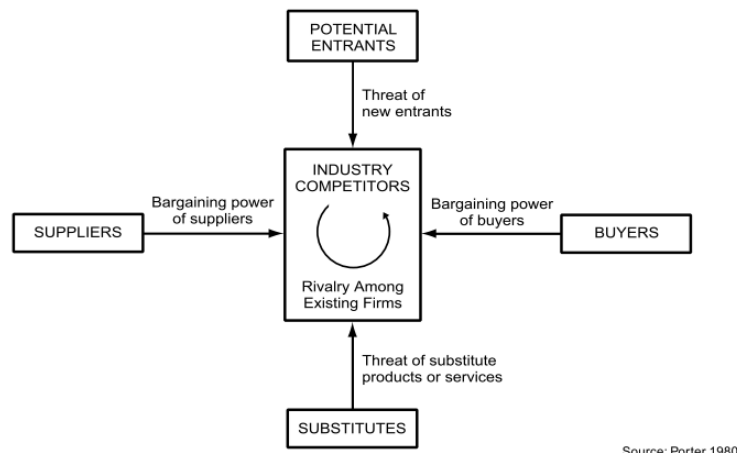 POTENTIAL
ENTRANTS
Threat of
new entrants
INDUSTRY
COMPETITORS
Bargaining power
of suppliers
Bargaining power
of buyers
SUPPLIERS
BUYERS
Rivalry Among
Existing Firms
Threat of substitute
products or services
SUBSTITUTES
Source: Porter 1980